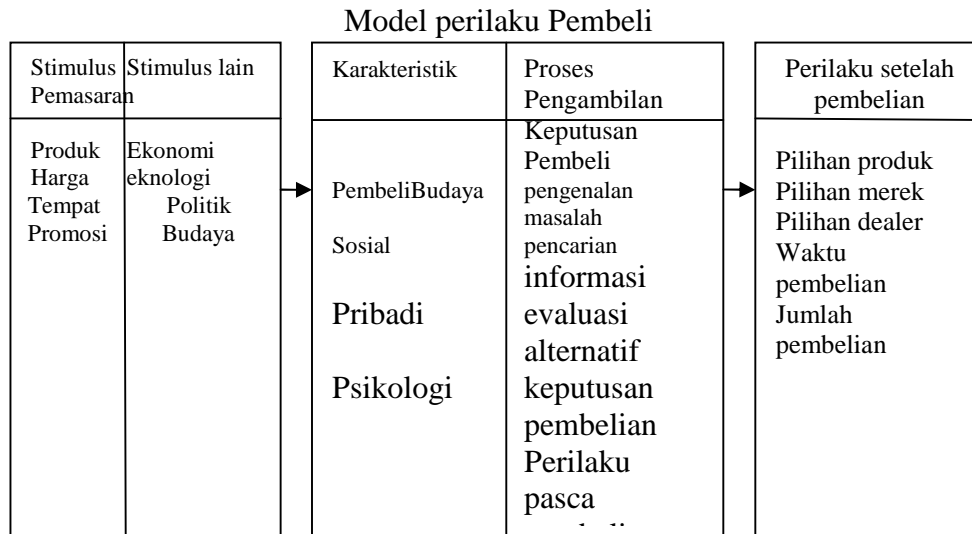 Model perilaku Pembeli
Stimulus
Pemasaran
Stimulus lain
Produk
Harga
Tempat
Promosi
Ekonomi
eknologi
Politik
Budaya
Karakteristik
PembeliBudaya
Sosial
Pribadi
Psikologi
Proses
Pengambilan
Keputusan
Pembeli
pengenalan
masalah
pencarian
informasi
evaluasi
alternatif
keputusan
pembelian
Perilaku
pasca
Perilaku setelah
pembelian
Pilihan produk
Pilihan merek
Pilihan dealer
Waktu
pembelian
Jumlah
pembelian